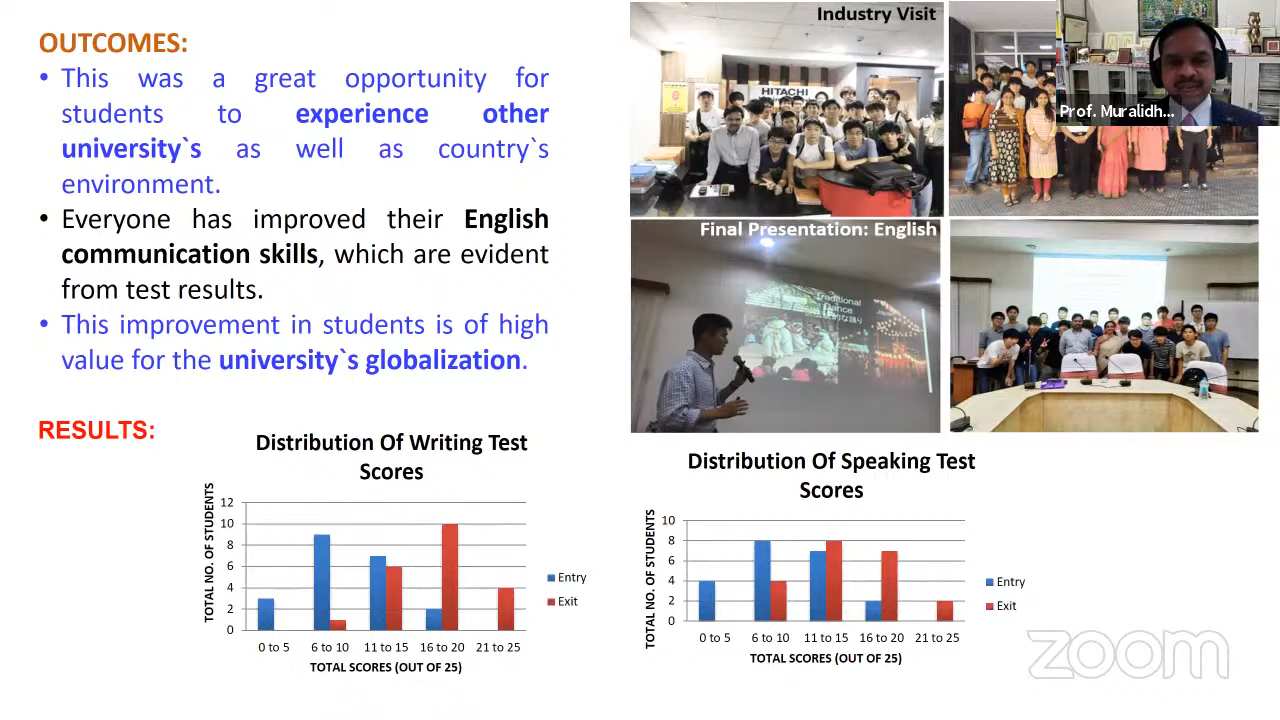 OUTCOMES:
• This was a great opportunity for
students to experience other
university`s as well as country`s
environment.
• Everyone has improved their English
communication skills, which are evident
from test results.
• This improvement in students is of high
value for the university`s globalization.
RESULTS:
Industry Visit
HITACHI
Prof. Muralidh...
Final Presentation: English
Traditional
Dance
Distribution Of Writing Test
Scores
TOTAL NO. OF STUDENTS
12
10
8
6
4
2
0
0 to 5 6 to 10 11 to 15 16 to 20 21 to 25
TOTAL SCORES (OUT OF 25)
Entry
Exit
Distribution Of Speaking Test
Scores
TOTAL NO. OF STUDENTS
10
8
6
4
2
0
0 to 5 6 to 10 11 to 15 16 to 20 21 to 25
TOTAL SCORES (OUT OF 25)
Entry
Exit
zoom